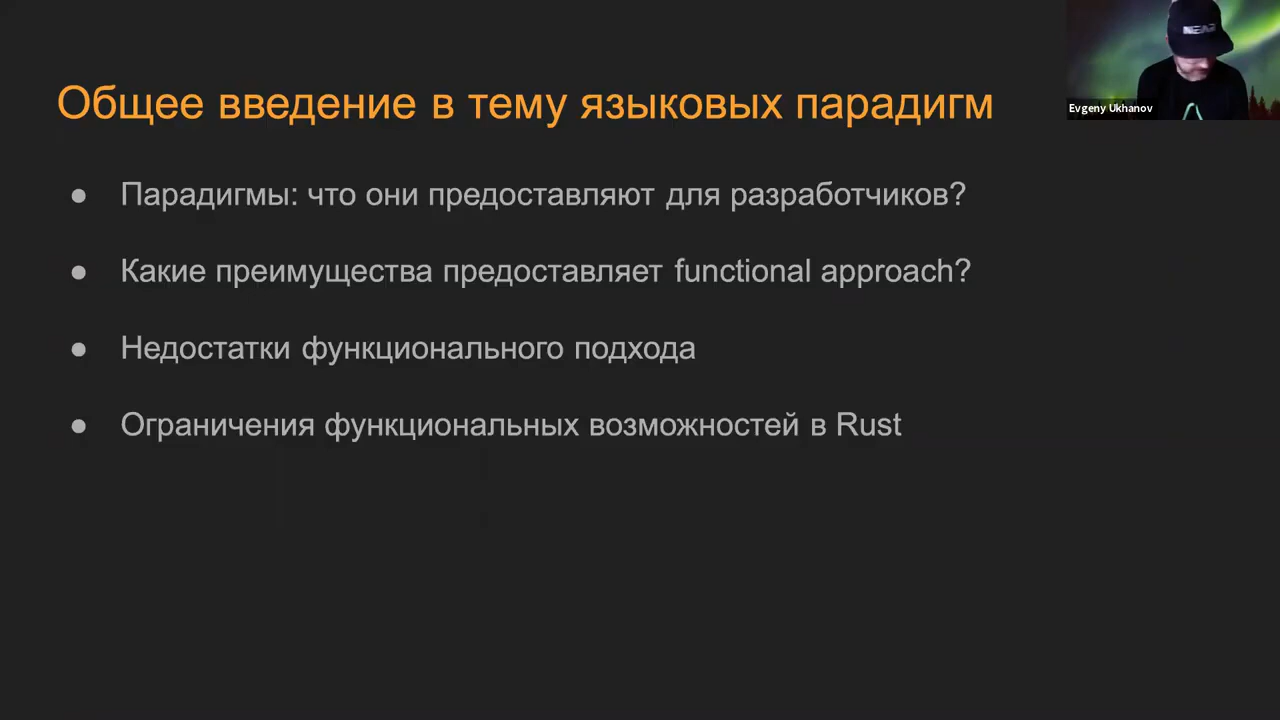 Общее введение в тему языковых парадигм
NEAR
Evgeny Ukhanov
● Парадигмы: что они предоставляют для разработчиков?
● Какие преимущества предоставляет functional approach?
● Недостатки функционального подхода
● Ограничения функциональных возможностей в Rust